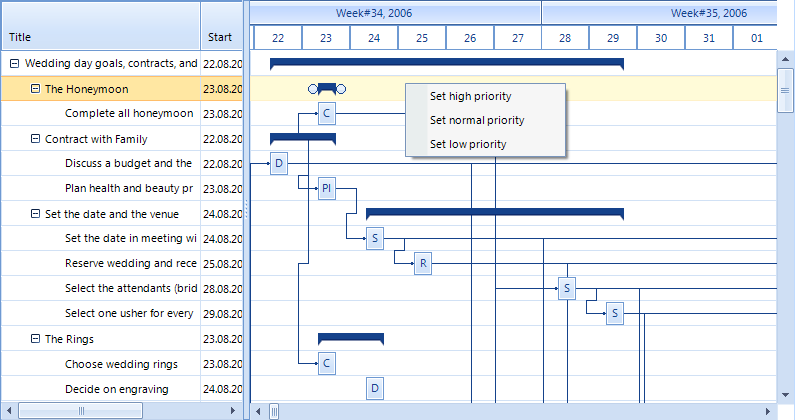 Week#34, 2006 Week#35, 2006
Title Start 22 23 24 25 26 27 28 29 30 31 01
Wedding day goals, contracts, and 22.08.20
The Honeymoon 23.08.20
Set high priority
Complete all honeymoon 23.08.20 C
Set normal priority
Contract with Family 22.08.20
Set low priority
Discuss a budget and the 22.08.20 D
Plan health and beauty pr 23.08.20 Pl
Set the date and the venue 24.08.20
Set the date in meeting wi 24.08.20 S
Reserve wedding and rece 25.08.20 R
Select the attendants (brid 28.08.20 S
Select one usher for every 29.08.20 S
The Rings 23.08.20
Choose wedding rings 23.08.20 C
Decide on engraving 24.08.20 D